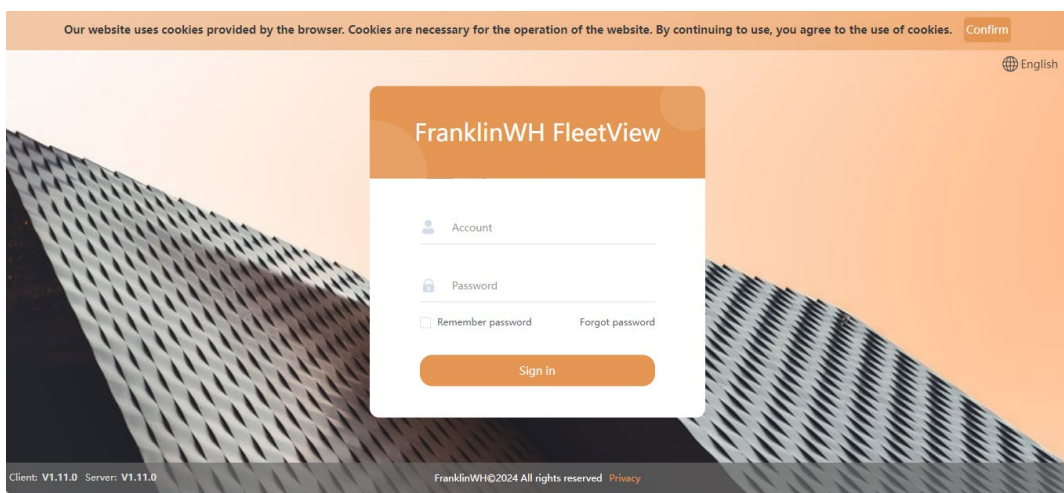 Our website uses cookies provided by the browser. Cookies are necessary for the operation of the website. By continuing to use, you agree to the use of cookies. Confirm
English
FranklinWH FleetView
Account
Password
Remember password Forgot password
Sign in
Client: V1.11.0 Server: V1.11.0 FranklinWH©2024 All rights reserved Privacy